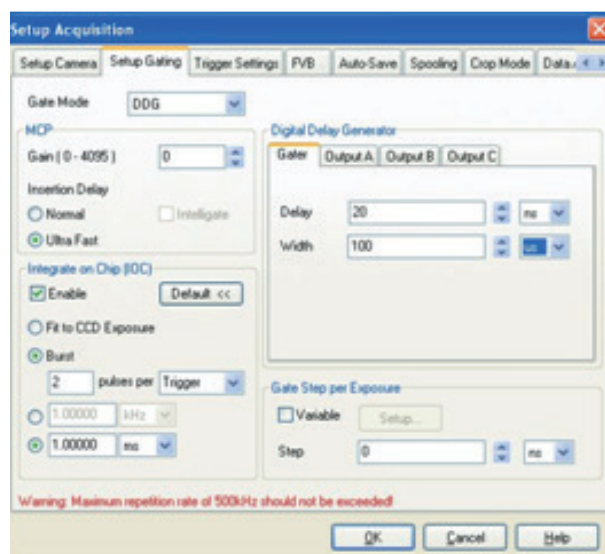 Setup Acquisition
Setup Camera Setup Gating Trigger Settings FVB Auto-Save Spooling Crop Mode Data
Gate Mode DDG
MCP
Gain ( 0 - 4095 ) 0
Insertion Delay
Normal Intelligate
Ultra Fast
Integrate on Chip (IOC)
Enable Default <<
Fit to CCD Exposure
Burst
2 pulses per Trigger
1.00000 kHz
1.00000 ms
Digital Delay Generator
Gater Output A Output B Output C
Delay 20 ns
Width 100 us
Gate Step per Exposure
Variable Setup...
Step 0 ns
Warning: Maximum repetition rate of 500kHz should not be exceeded!
OK Cancel Help